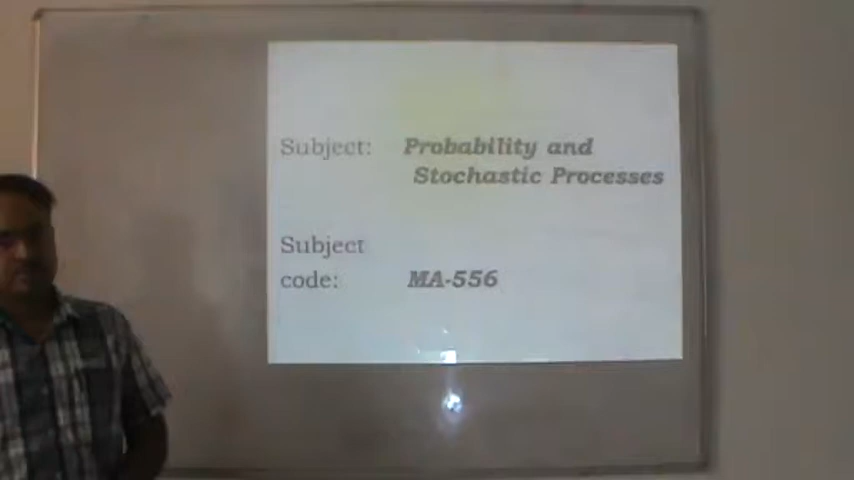 Subject: Probability and
Stochastic Processes
Subject
code: MA-556